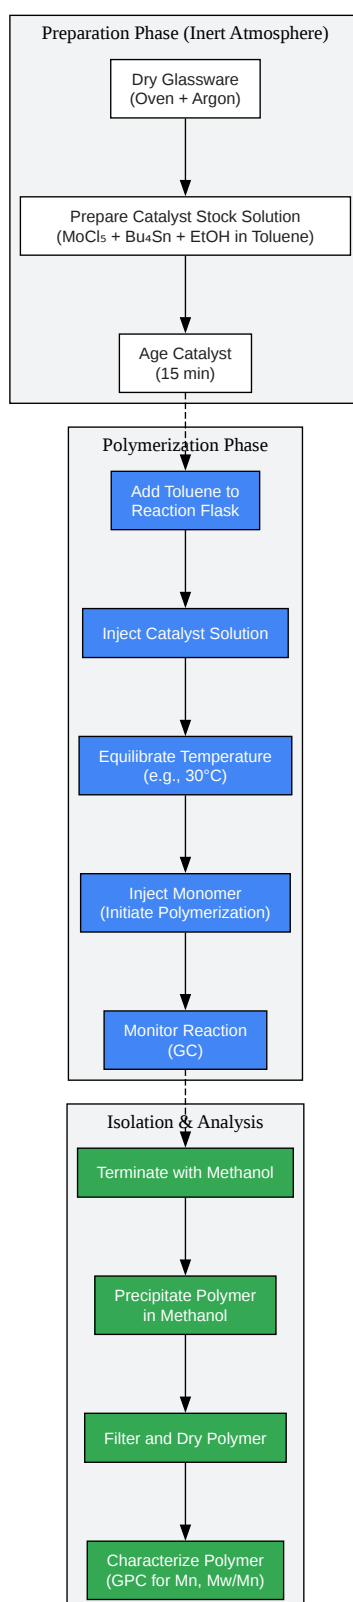 Preparation Phase (Inert Atmosphere)
Dry Glassware
(Oven + Argon)
Prepare Catalyst Stock Solution
(MoCl₅ + Bu₄Sn + EtOH in Toluene)
Age Catalyst
(15 min)
Polymerization Phase
Add Toluene to
Reaction Flask
Inject Catalyst Solution
Equilibrate Temperature
(e.g., 30°C)
Inject Monomer
(Initiate Polymerization)
Monitor Reaction
(GC)
Isolation & Analysis
Terminate with Methanol
Precipitate Polymer
in Methanol
Filter and Dry Polymer
Characterize Polymer
(GPC for Mn, Mw/Mn)